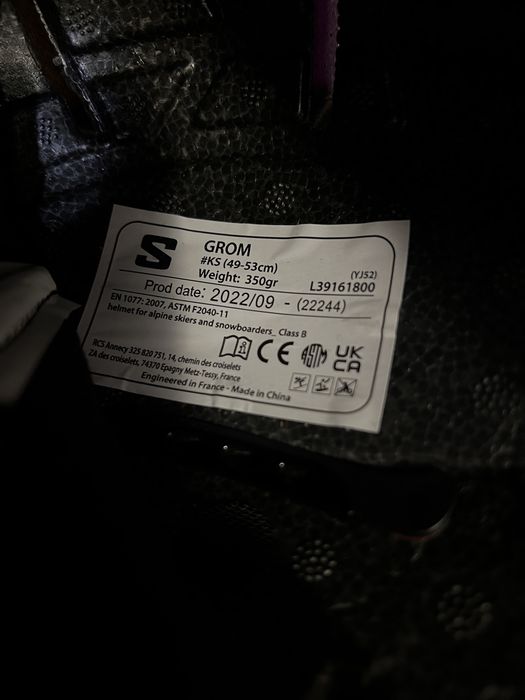 S
GROM
#KS (49-53cm)
Weight: 350gr
(YJ52)
L39161800
Prod date: 2022/09 - (22244)
EN 1077: 2007, ASTM F2040-11
helmet for alpine skiers and snowboarders_ Class B
i CE ASTM UK CA
RCS Annecy 325 820 751, 14, chemin des croiselets
ZA des croiselets, 74370 Epagny Metz-Tessy, France
Engineered in France - Made in China